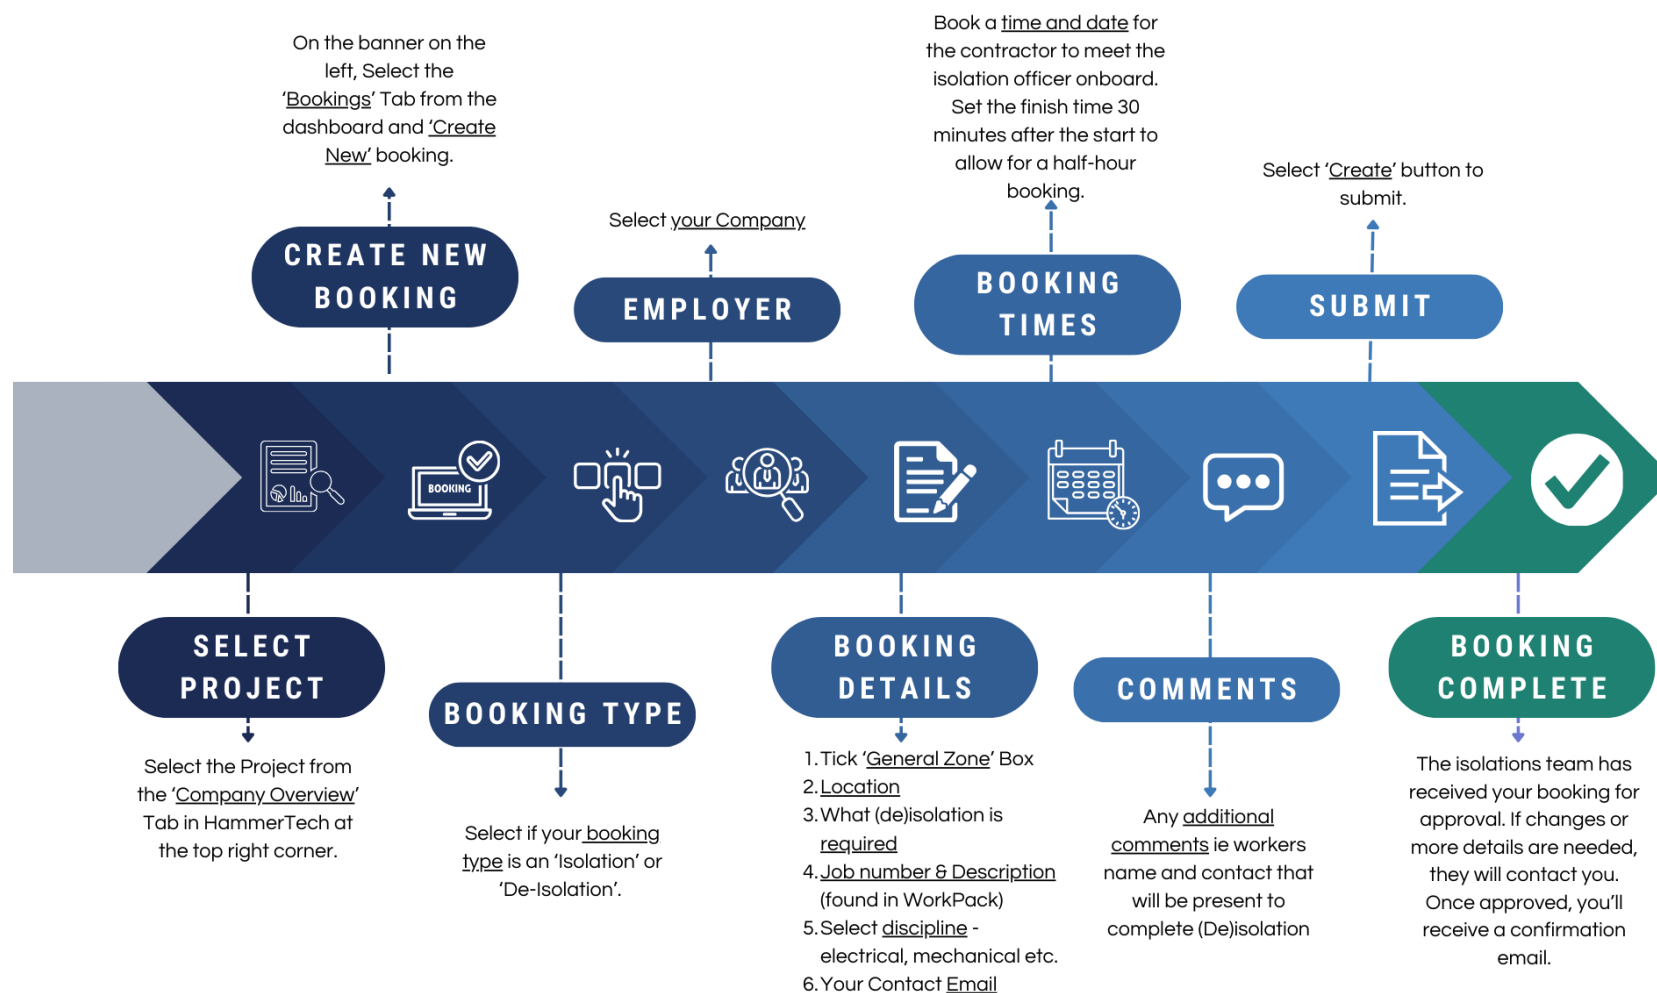 On the banner on the
left, Select the
‘Bookings’ Tab from the
dashboard and ‘Create
New’ booking.
CREATE NEW
BOOKING
Select your Company
EMPLOYER
Book a time and date for
the contractor to meet the
isolation officer onboard.
Set the finish time 30
minutes after the start to
allow for a half-hour
booking.
BOOKING
TIMES
Select ‘Create’ button to
submit.
SUBMIT
BOOKING
SELECT
PROJECT
Select the Project from
the ‘Company Overview’
Tab in HammerTech at
the top right corner.
BOOKING TYPE
Select if your booking
type is an ‘Isolation’ or
‘De-Isolation’.
BOOKING
DETAILS
1. Tick ‘General Zone’ Box
2. Location
3. What (de)isolation is
required
4. Job number & Description
(found in WorkPack)
5. Select discipline -
electrical, mechanical etc.
6. Your Contact Email
COMMENTS
Any additional
comments ie workers
name and contact that
will be present to
complete (De)isolation
BOOKING
COMPLETE
The isolations team has
received your booking for
approval. If changes or
more details are needed,
they will contact you.
Once approved, you’ll
receive a confirmation
email.